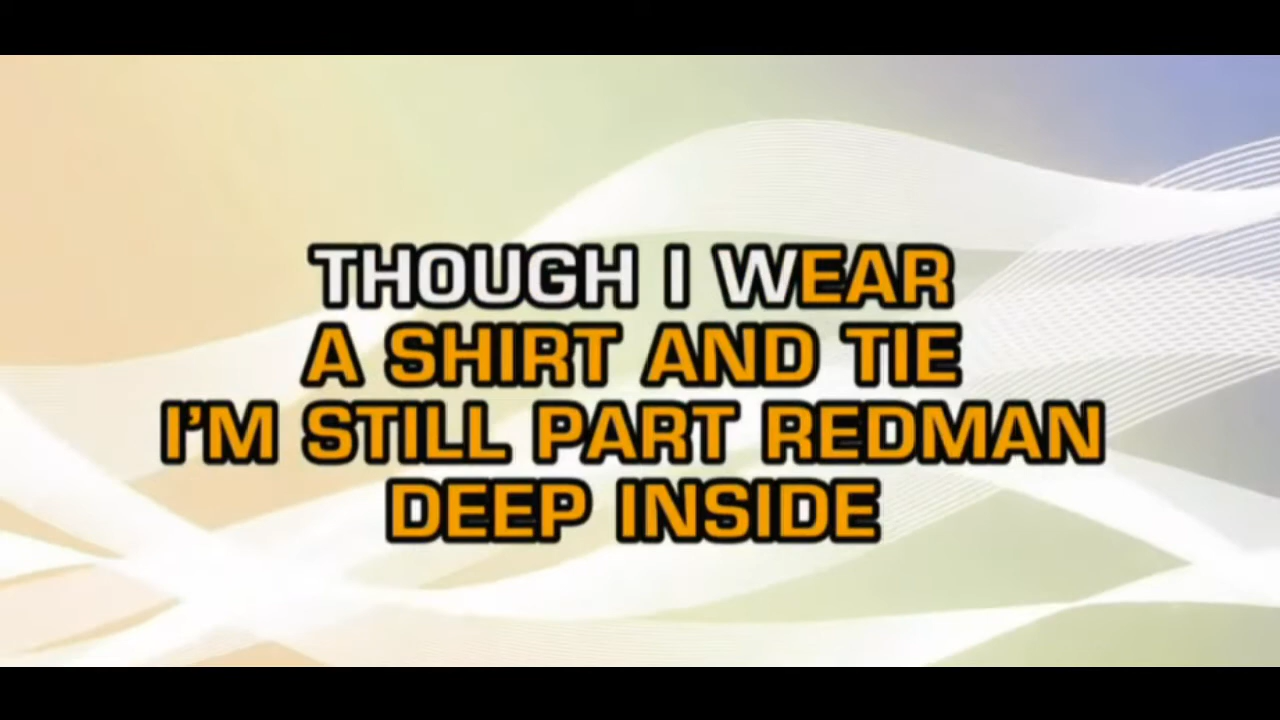 THOUGH I WEAR
A SHIRT AND TIE
I'M STILL PART REDMAN
DEEP INSIDE